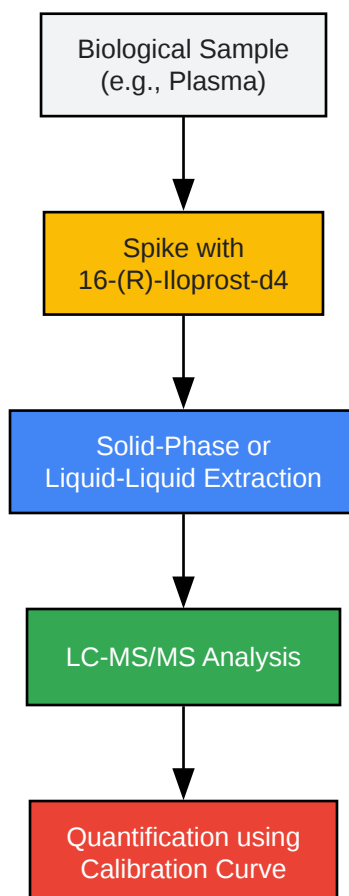 Biological Sample
(e.g., Plasma)
Spike with
16-(R)-Iloprost-d4
Solid-Phase or
Liquid-Liquid Extraction
LC-MS/MS Analysis
Quantification using
Calibration Curve